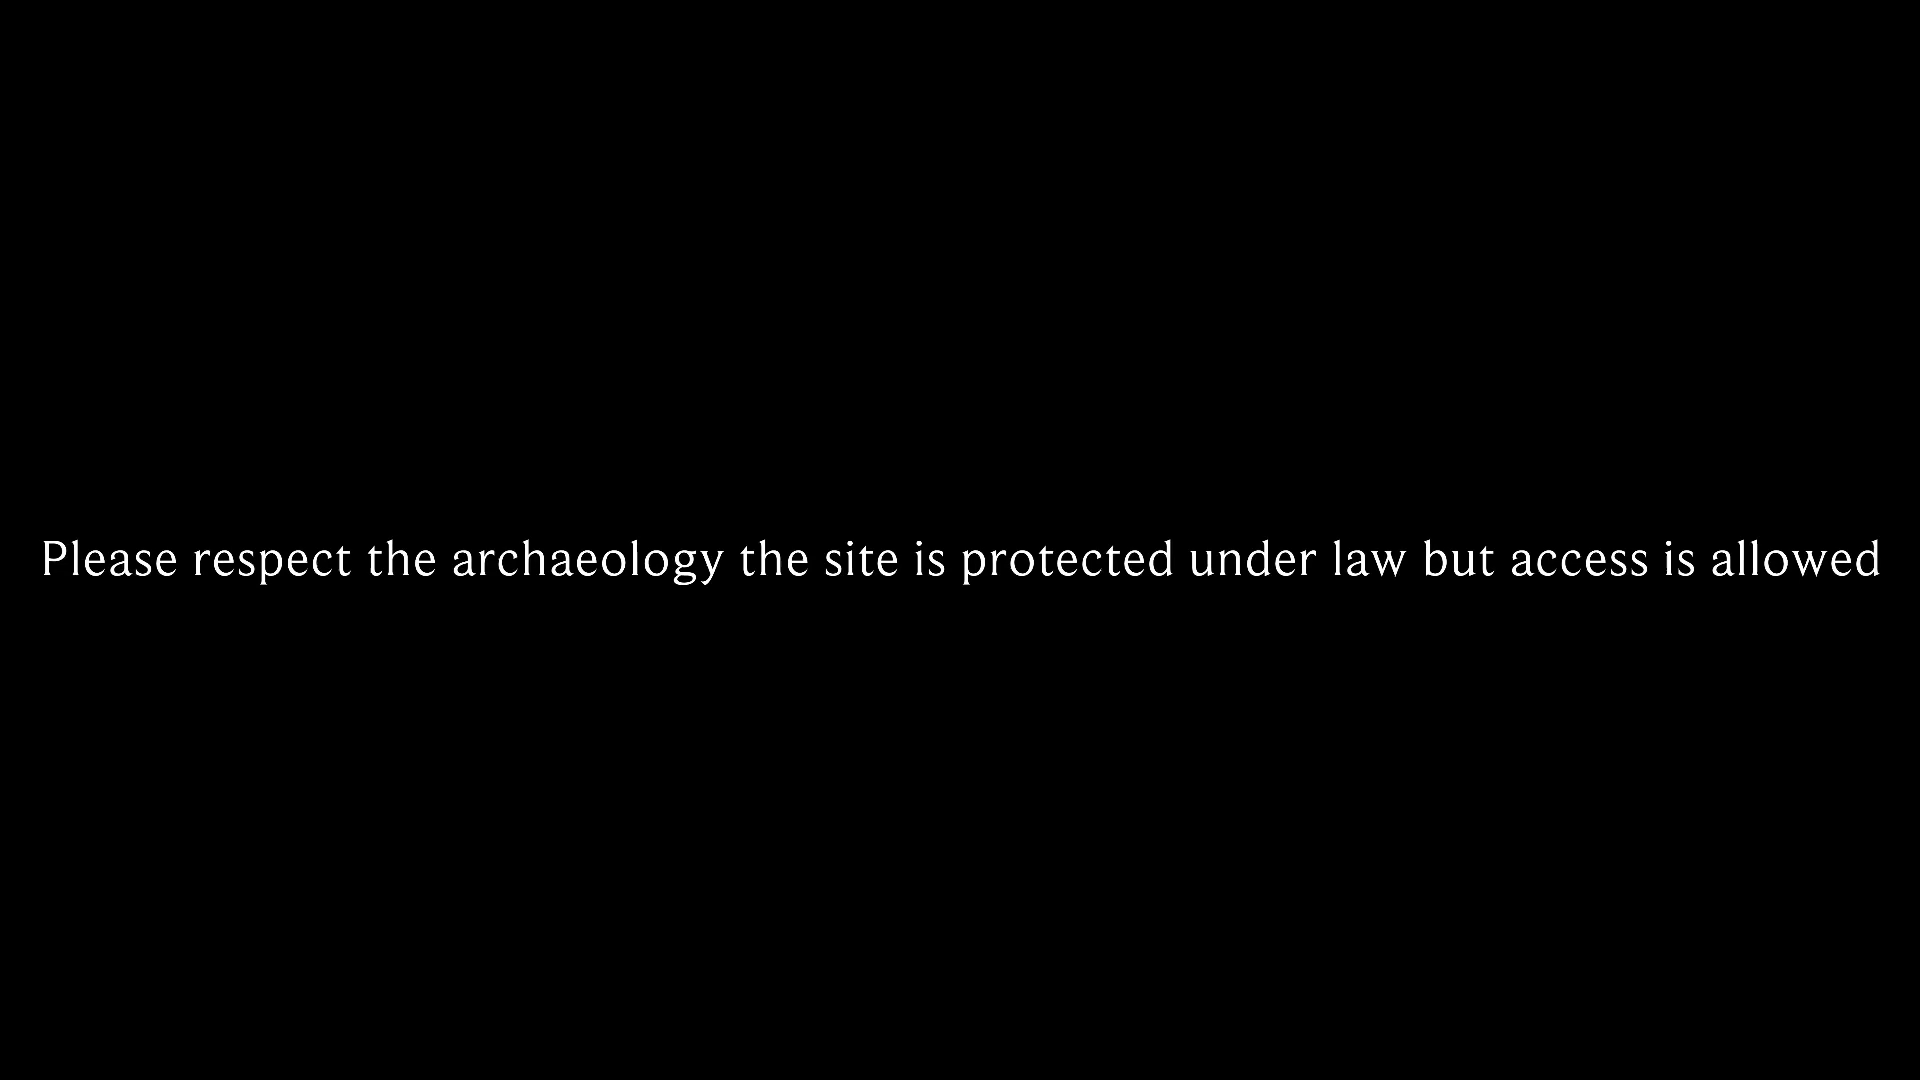 Please respect the archaeology the site is protected under law but access is allowed